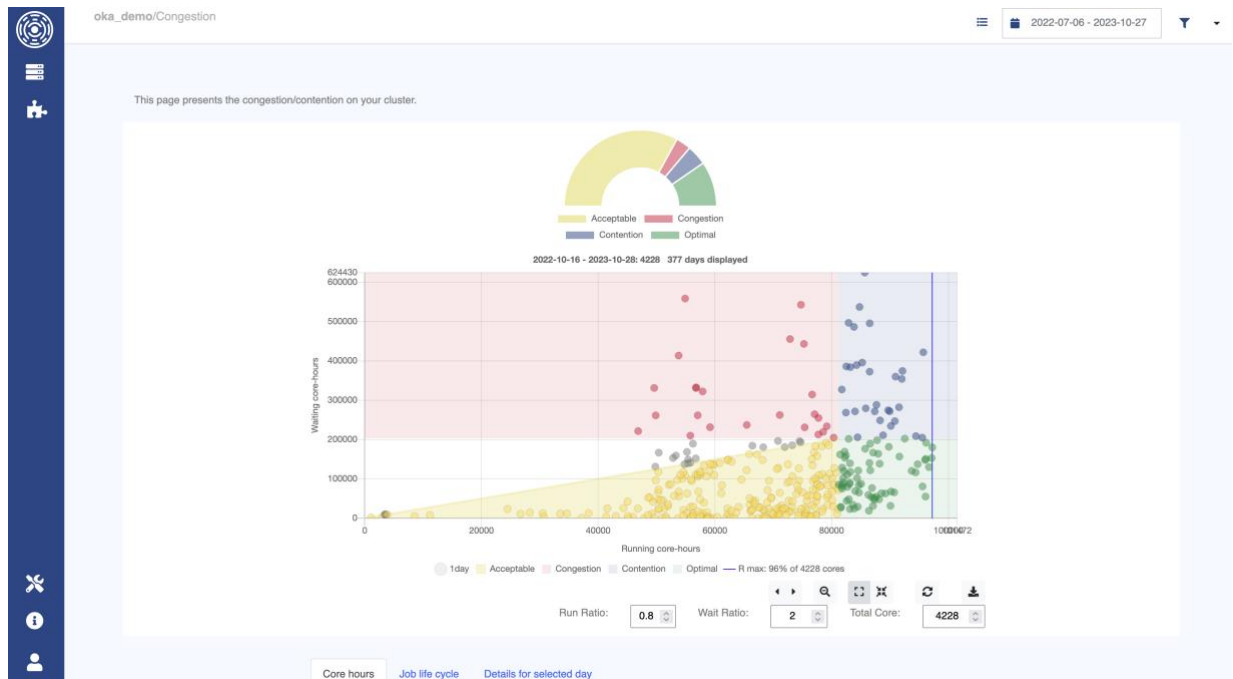 oka_demo/Congestion
2022-07-06 - 2023-10-27
This page presents the congestion/contention on your cluster.
Acceptable Congestion
Contention Optimal
2022-10-16 - 2023-10-28: 4228 377 days displayed
624430
600000
500000
400000
300000
200000
100000
0
Waiting core-hours
0 20000 40000 60000 80000
Running core-hours
1day Acceptable Congestion Contention Optimal R max: 96% of 4228 cores
Run Ratio: 0.8 Wait Ratio: 2 Total Core: 4228
Core hours Job life cycle Details for selected day